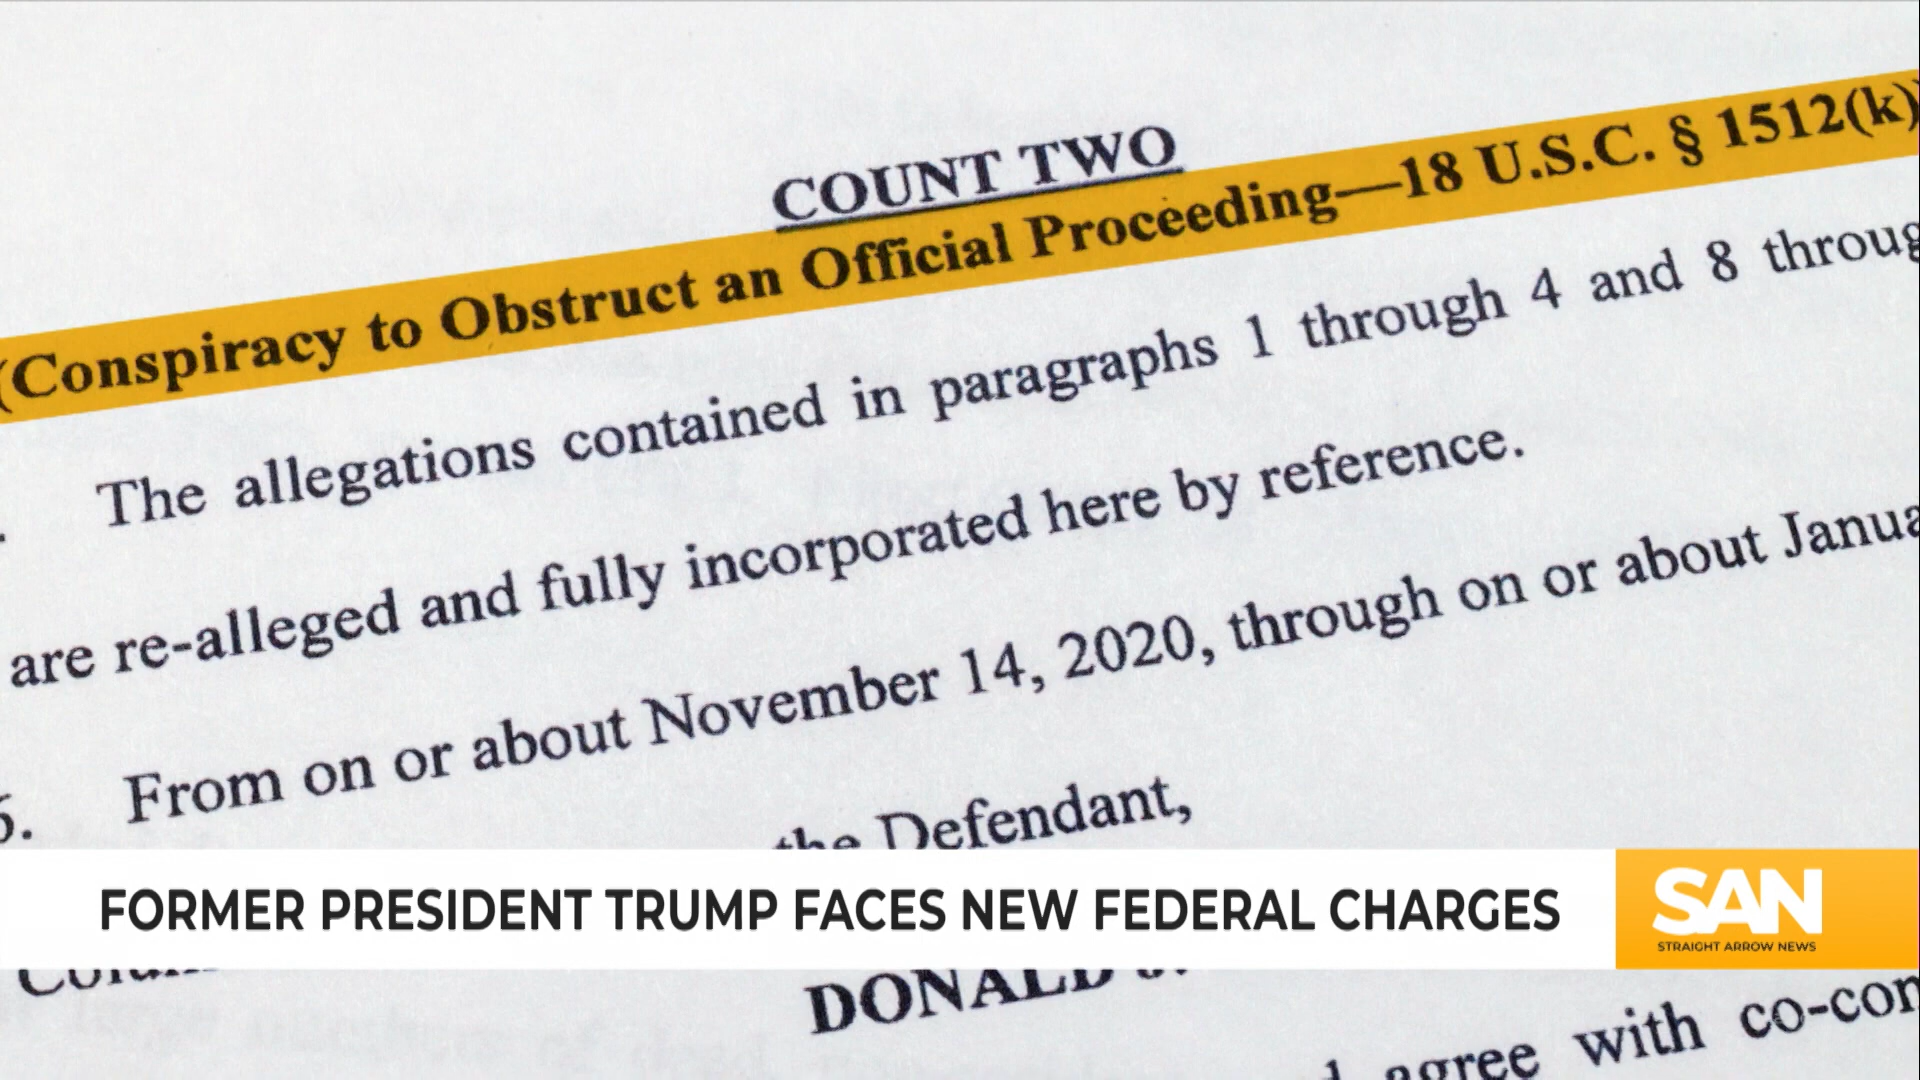 COUNT TWO
(Conspiracy to Obstruct an Official Proceeding—18 U.S.C. § 1512(k))
. The allegations contained in paragraphs 1 through 4 and 8 throug
are re-alleged and fully incorporated here by reference.
5. From on or about November 14, 2020, through on or about Janua
the Defendant,
FORMER PRESIDENT TRUMP FACES NEW FEDERAL CHARGES
SAN
STRAIGHT ARROW NEWS
DONALD J.
agree with co-con